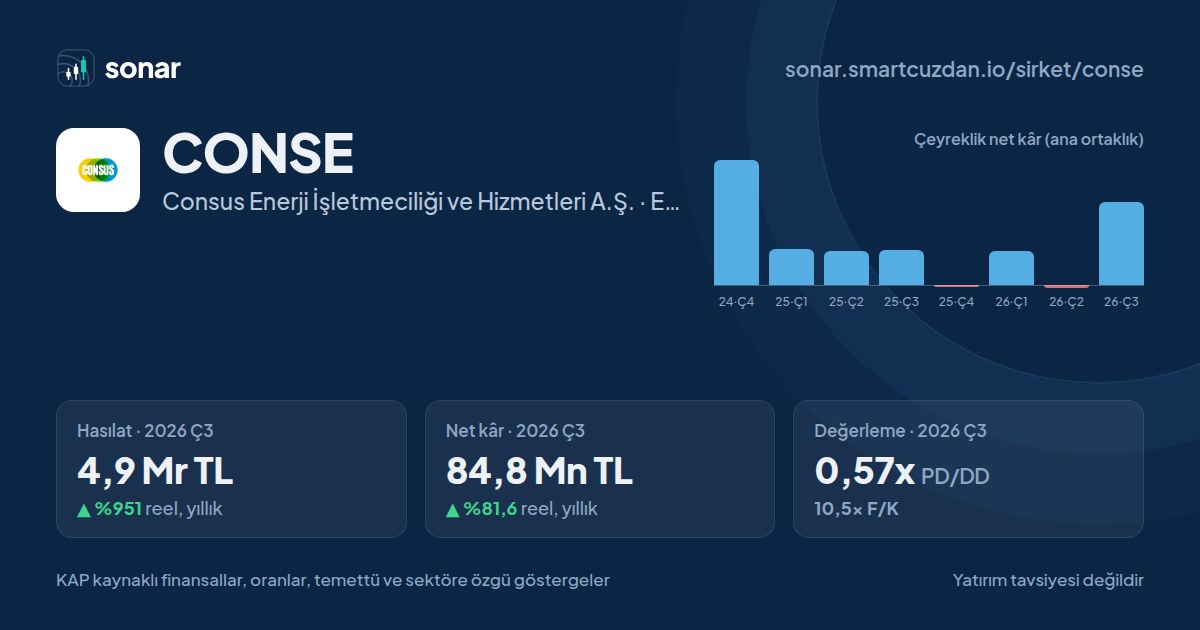 sonar
sonar.smartcuzdan.io/sirket/conse
CONSUS
CONSE
Consus Enerji İşletmeciliği ve Hizmetleri A.Ş. · E…
Çeyreklik net kâr (ana ortaklık)
24·Ç4 25·Ç1 25·Ç2 25·Ç3 25·Ç4 26·Ç1 26·Ç2 26·Ç3
Hasılat · 2026 Ç3
4,9 Mr TL
▲ %951 reel, yıllık
Net kâr · 2026 Ç3
84,8 Mn TL
▲ %81,6 reel, yıllık
Değerleme · 2026 Ç3
0,57x PD/DD
10,5× F/K
KAP kaynaklı finansallar, oranlar, temettü ve sektöre özgü göstergeler
Yatırım tavsiyesi değildir